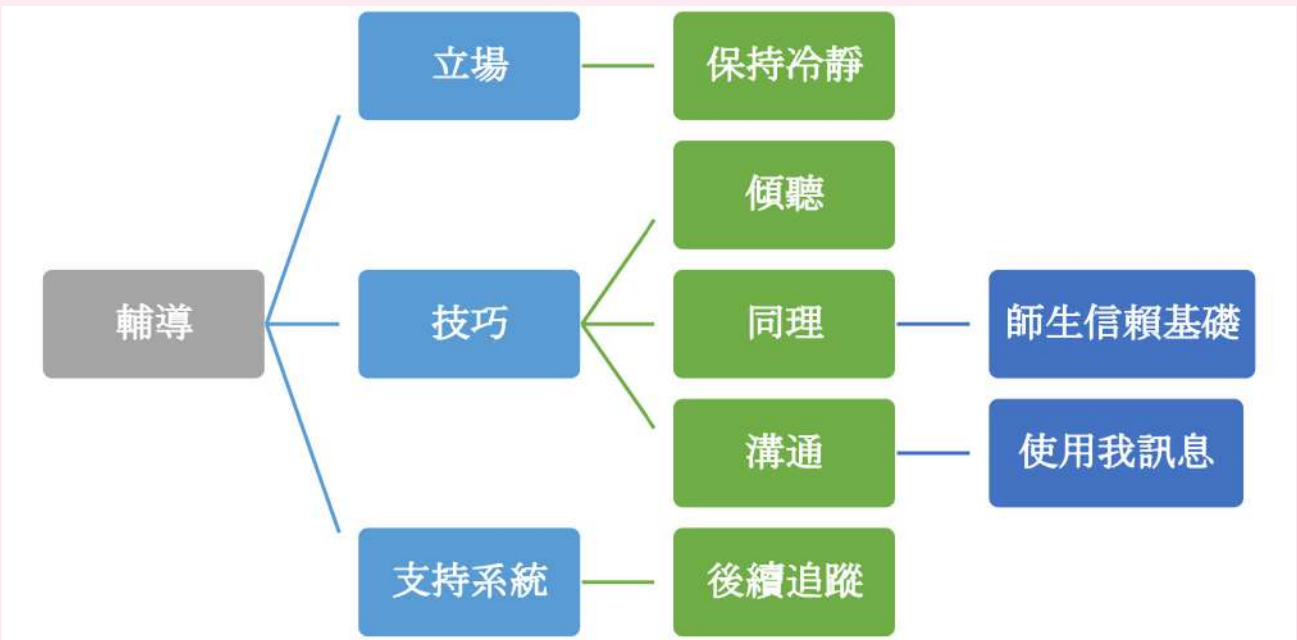 立場
保持冷靜
傾聽
輔導
技巧
同理
師生信賴基礎
溝通
使用我訊息
支持系統
後續追蹤